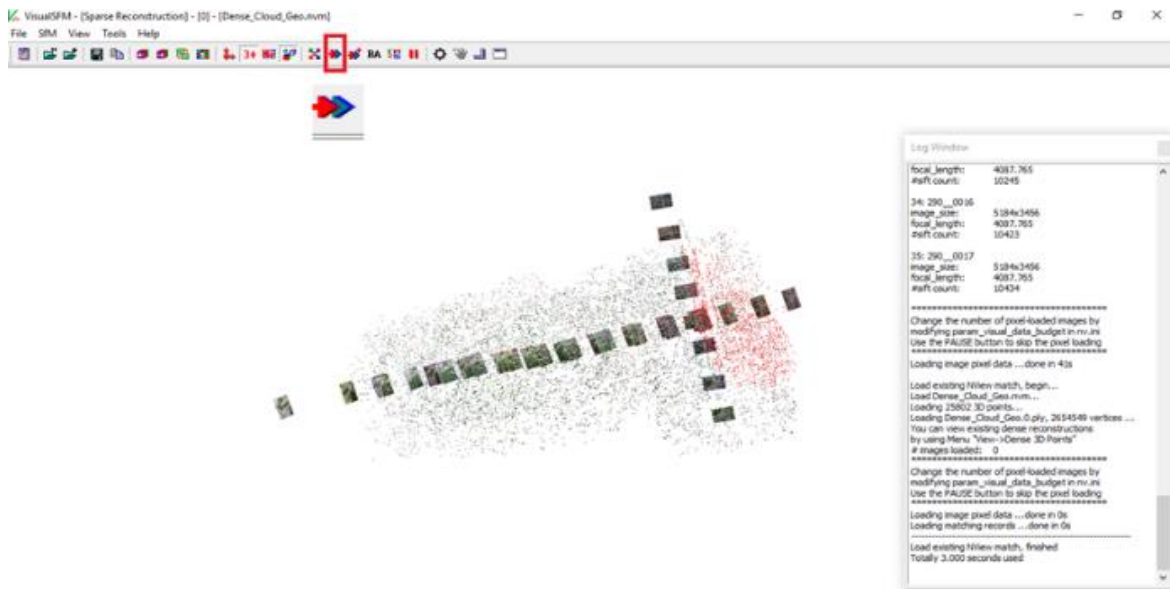 VisualSFM - [Sparse Reconstruction] - [0] - [Dense_Cloud_Geo.nvm]
File SfM View Tools Help
3+ BA
Log Window
focal_length: 4087.765
#sift count: 10245
34: 290__0016
image_size: 5184x3456
focal_length: 4087.765
#sift count: 10423
35: 290__0017
image_size: 5184x3456
focal_length: 4087.765
#sift count: 10434
========================================
Change the number of pixel-loaded images by
modifying param_visual_data_budget in nv.ini
Use the PAUSE button to skip the pixel loading
========================================
Loading image pixel data ...done in 41s
Load existing NView match, begin...
Load Dense_Cloud_Geo.nvm...
Loading 25802 3D points...
Loading Dense_Cloud_Geo.0.ply, 2654549 vertices ...
You can view existing dense reconstructions
by using Menu "View->Dense 3D Points"
# images loaded: 0
========================================
Change the number of pixel-loaded images by
modifying param_visual_data_budget in nv.ini
Use the PAUSE button to skip the pixel loading
========================================
Loading image pixel data ...done in 0s
Loading matching records ...done in 0s
----------------------------------------------------------------
Load existing NView match, finished
Totally 3.000 seconds used